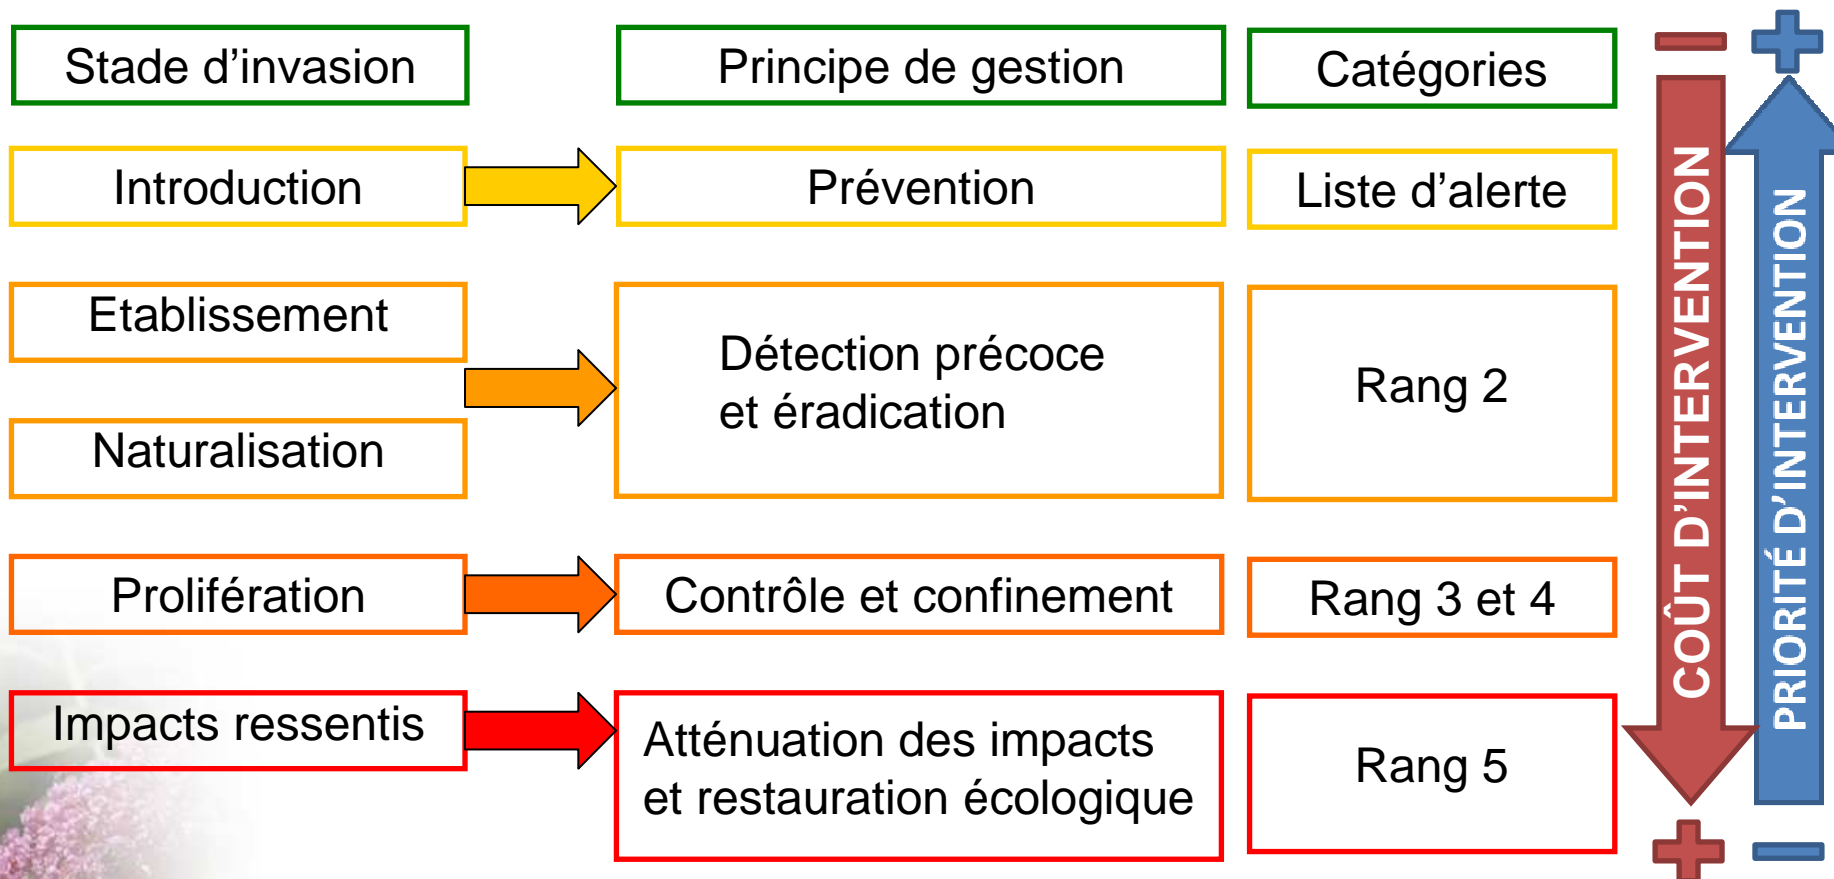 Stade d'invasion
Principe de gestion
Catégories
Introduction
Prévention
Liste d'alerte
Etablissement
Naturalisation
Détection précoce
et éradication
Rang 2
Prolifération
Contrôle et confinement
Rang 3 et 4
Impacts ressentis
Atténuation des impacts
et restauration écologique
Rang 5
COÛT D'INTERVENTION
PRIORITÉ D'INTERVENTION